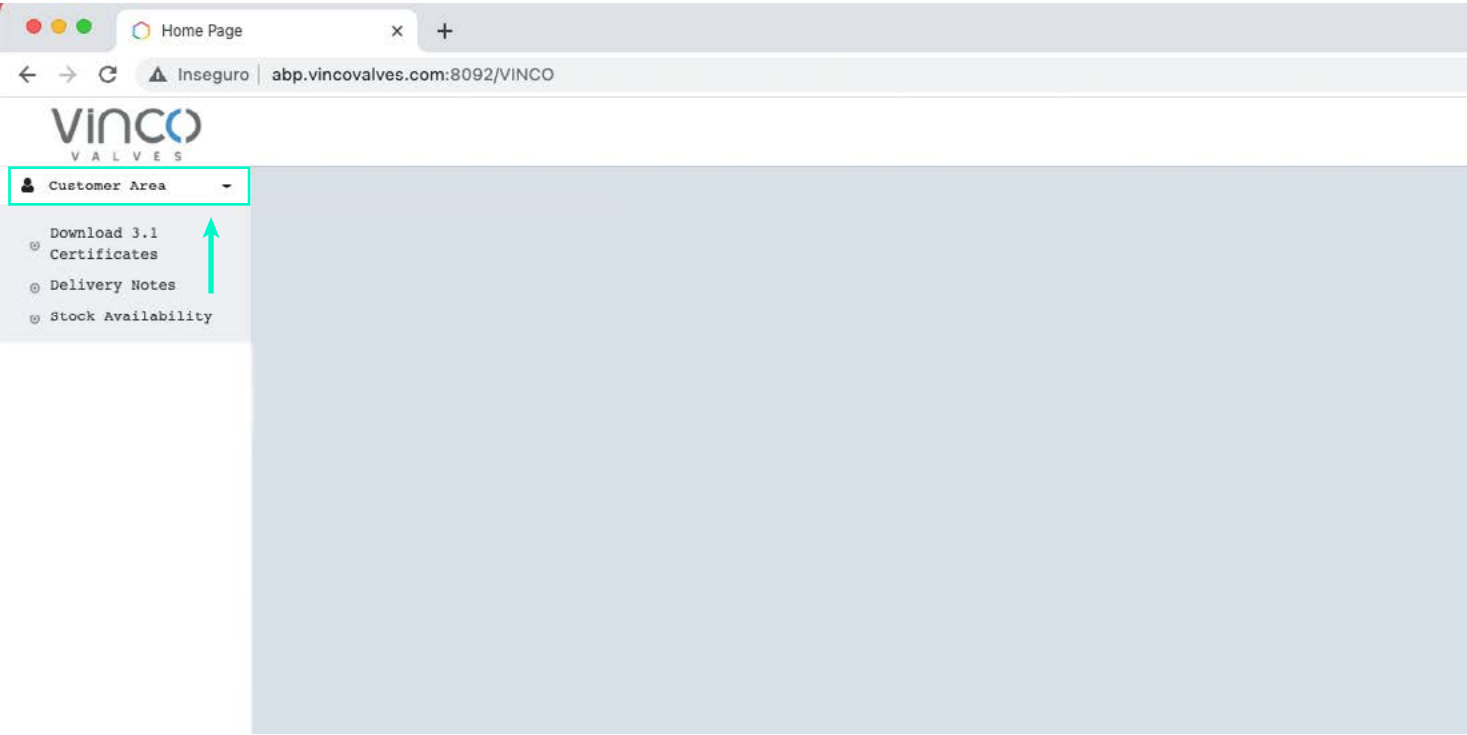 Home Page
Inseguro abp.vincovalves.com:8092/VINCO
VINCO
VALVES
Customer Area
Download 3.1
Certificates
Delivery Notes
Stock Availability